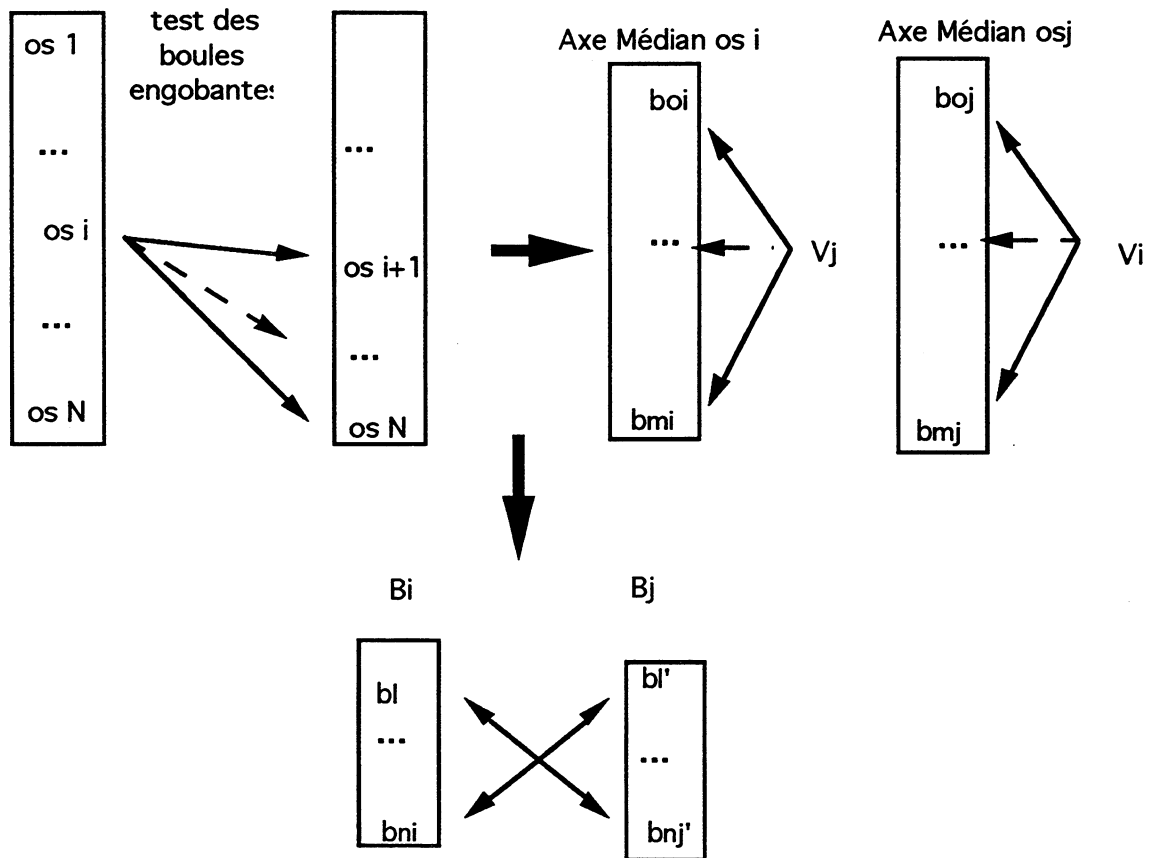 os 1
...
os i
...
os N
test des
boules
engobantes
...
os i+1
...
os N
Axe Médian os i
boi
...
bmi
Vj
Axe Médian osj
boj
...
bmj
Vi
Bi
bl
...
bni
Bj
bl'
...
bnj'